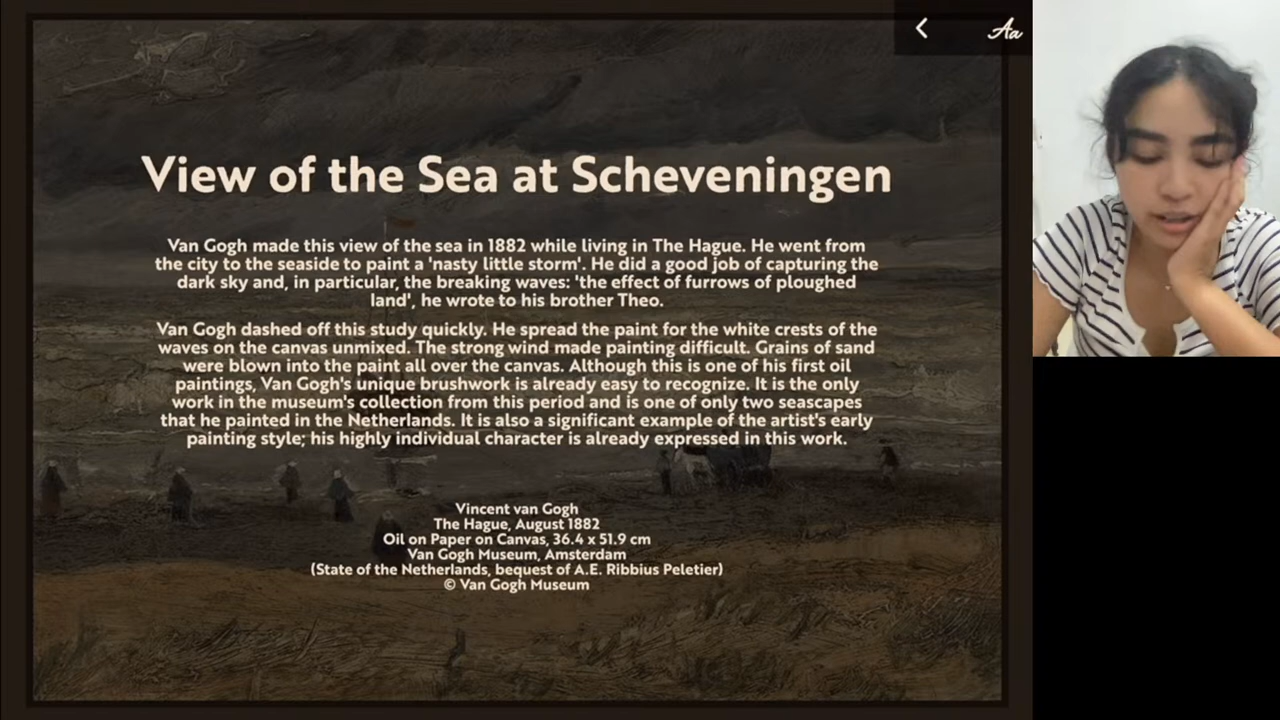 Aa
View of the Sea at Scheveningen
Van Gogh made this view of the sea in 1882 while living in The Hague. He went from
the city to the seaside to paint a 'nasty little storm'. He did a good job of capturing the
dark sky and, in particular, the breaking waves: 'the effect of furrows of ploughed
land', he wrote to his brother Theo.
Van Gogh dashed off this study quickly. He spread the paint for the white crests of the
waves on the canvas unmixed. The strong wind made painting difficult. Grains of sand
were blown into the paint all over the canvas. Although this is one of his first oil
paintings, Van Gogh's unique brushwork is already easy to recognize. It is the only
work in the museum's collection from this period and is one of only two seascapes
that he painted in the Netherlands. It is also a significant example of the artist's early
painting style; his highly individual character is already expressed in this work.
Vincent van Gogh
The Hague, August 1882
Oil on Paper on Canvas, 36.4 x 51.9 cm
Van Gogh Museum, Amsterdam
(State of the Netherlands, bequest of A.E. Ribbius Peletier)
© Van Gogh Museum